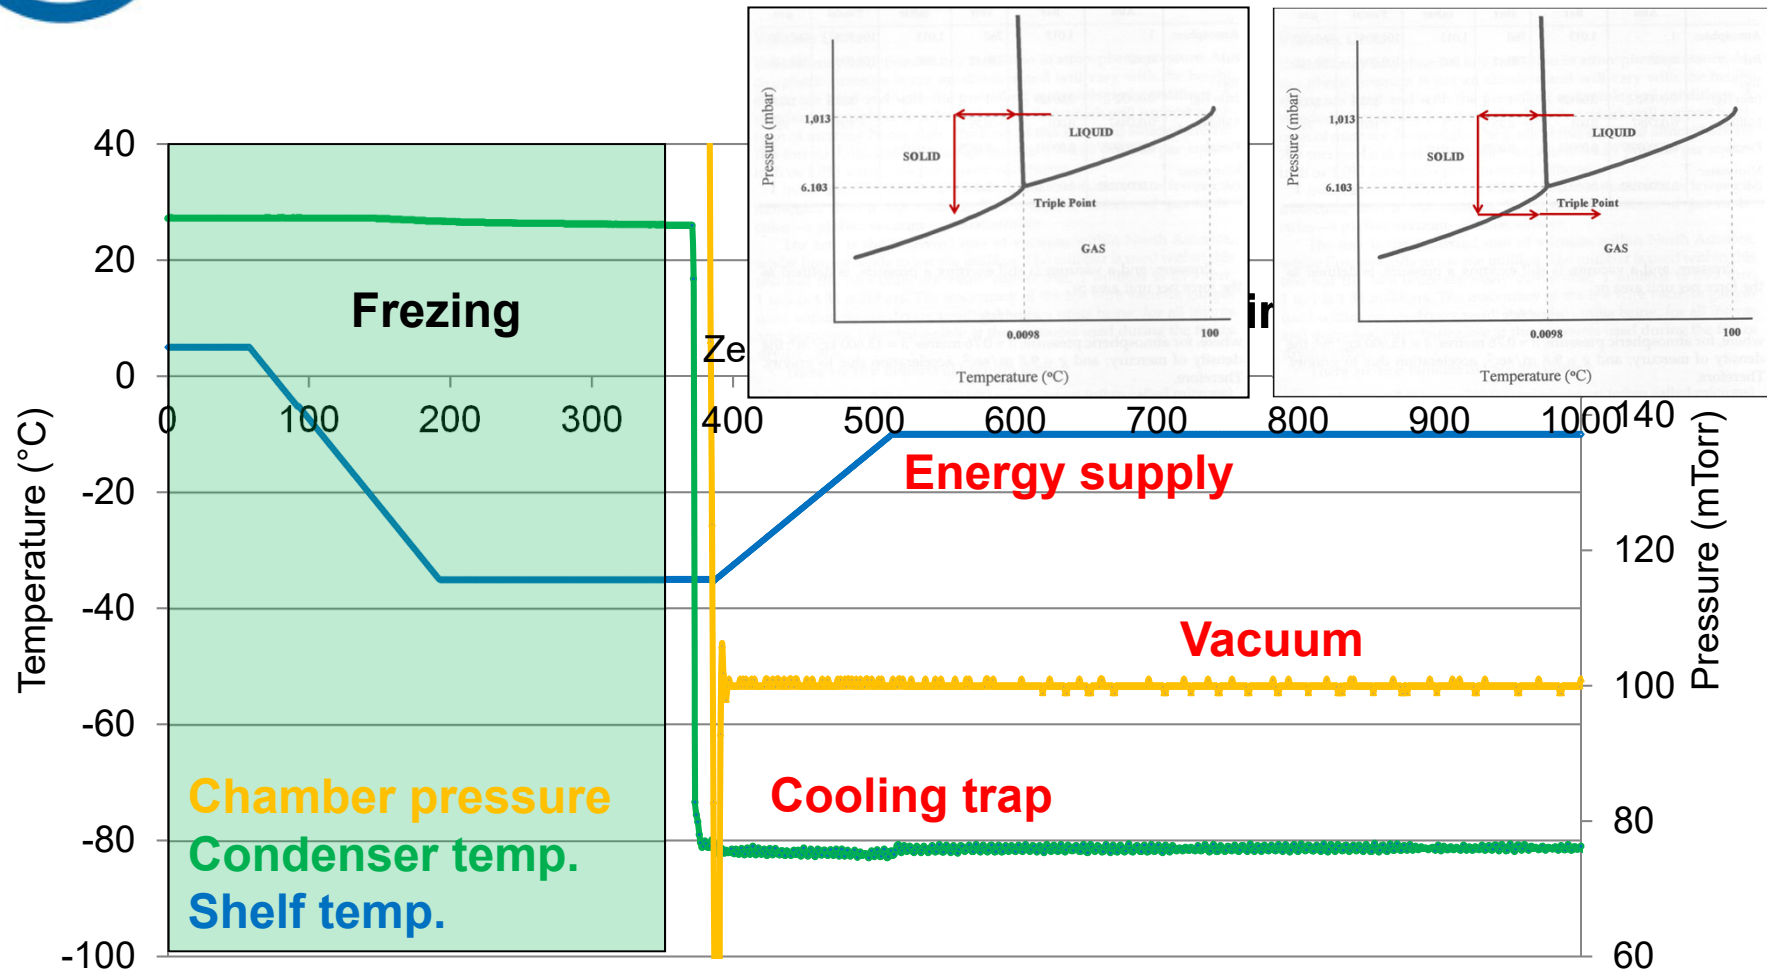 Pressure (mbar)
1,013
6.103
SOLID
LIQUID
Triple Point
GAS
0.0098
100
Temperature (°C)
Pressure (mbar)
1,013
6.103
SOLID
LIQUID
Triple Point
GAS
0.0098
100
Temperature (°C)
40
20
0
-20
-40
-60
-80
-100
Temperature (°C)
Frezing
Ze
0 100 200 300 400 500 600 700 800 900 1000
140
120
100
80
60
Pressure (mTorr)
Energy supply
Vacuum
Cooling trap
Chamber pressure
Condenser temp.
Shelf temp.